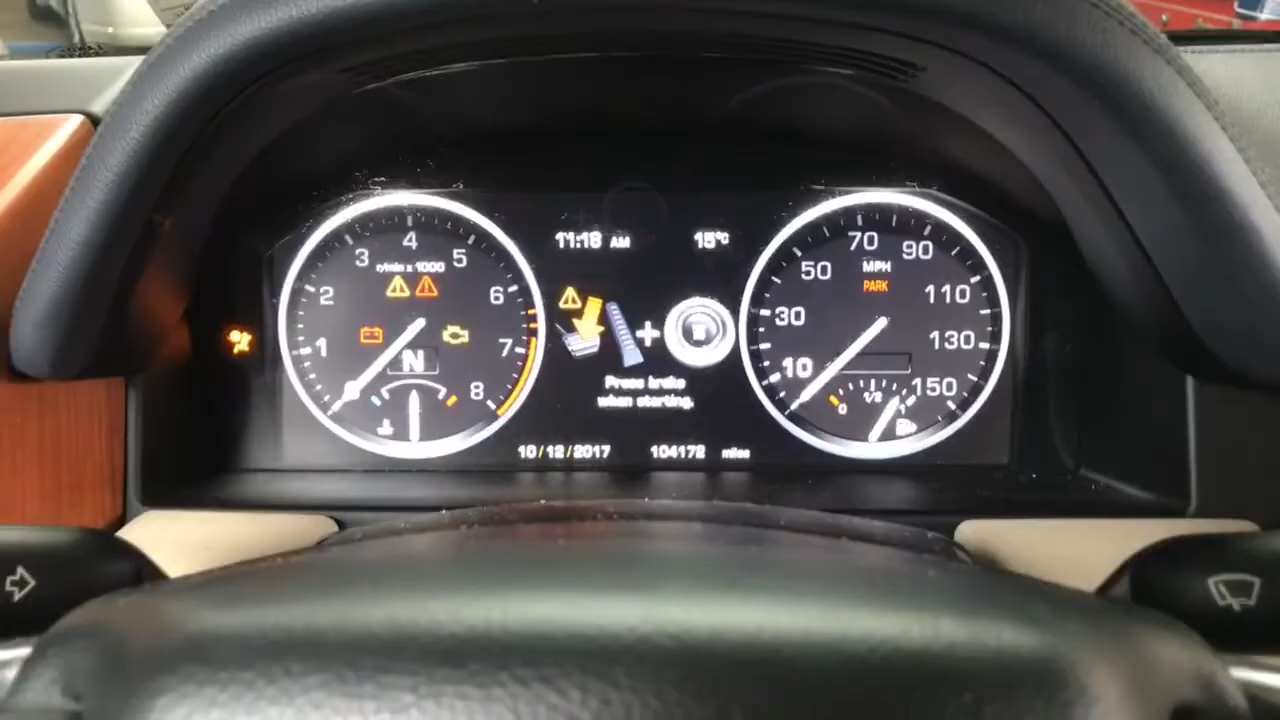 11:18 AM
15°C
1
2
3
4
5
6
7
8
r/min x 1000
N
10
30
50
70
90
110
130
150
MPH
PARK
0
1/2
1
Press brake
when starting.
10/12/2017
104172 miles